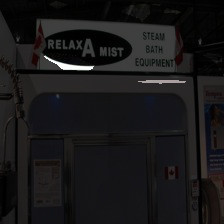 RELAX A MIST
STEAM
BATH
EQUIPMENT